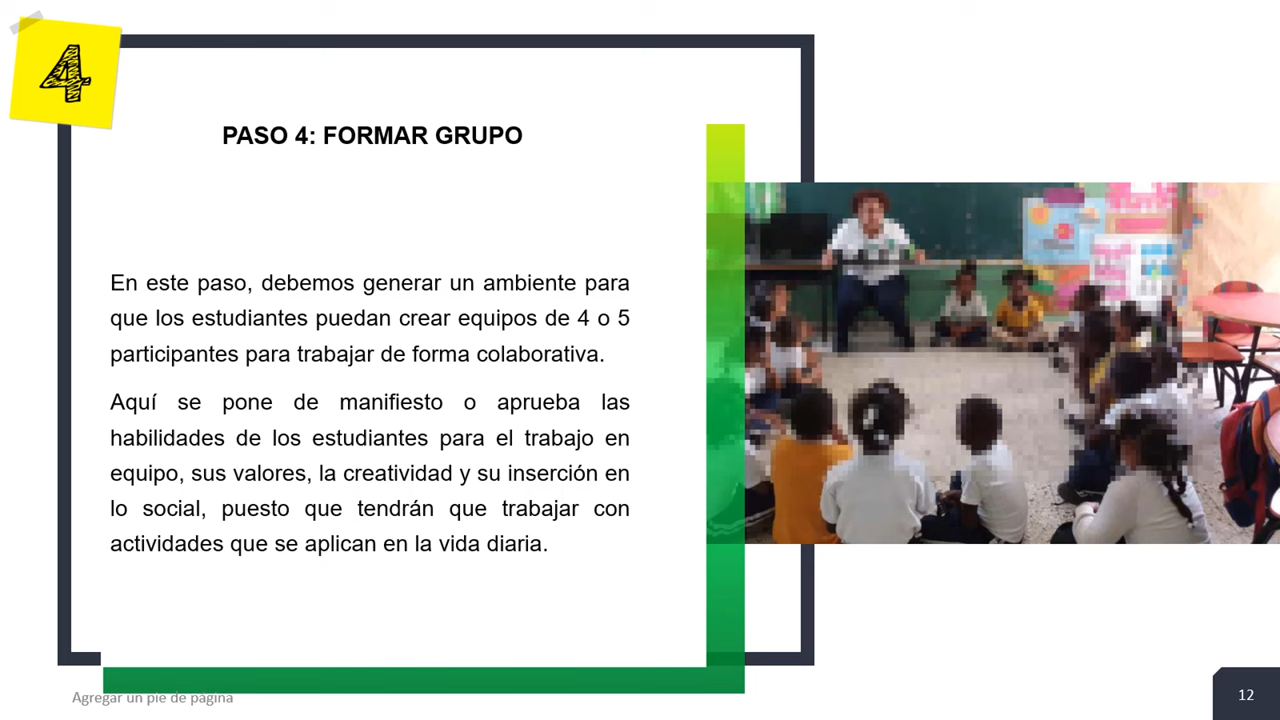 4
PASO 4: FORMAR GRUPO
En este paso, debemos generar un ambiente para
que los estudiantes puedan crear equipos de 4 o 5
participantes para trabajar de forma colaborativa.
Aquí se pone de manifiesto o aprueba las
habilidades de los estudiantes para el trabajo en
equipo, sus valores, la creatividad y su inserción en
lo social, puesto que tendrán que trabajar con
actividades que se aplican en la vida diaria.
Agregar un pie de página
12